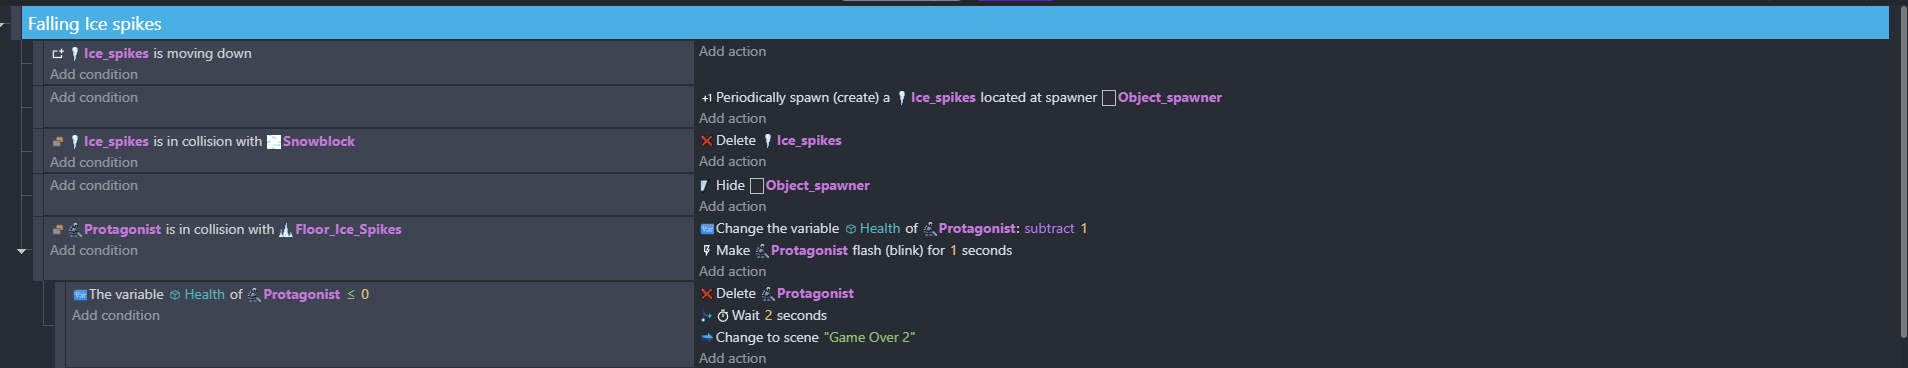 Falling Ice spikes
Ice_spikes is moving down
Add action
Add condition
Add condition
+1 Periodically spawn (create) a Ice_spikes located at spawner Object_spawner
Add action
Ice_spikes is in collision with Snowblock
Delete Ice_spikes
Add condition
Add action
Add condition
Hide Object_spawner
Add action
Protagonist is in collision with Floor_Ice_Spikes
Change the variable Health of Protagonist: subtract 1
Add condition
Make Protagonist flash (blink) for 1 seconds
Add action
The variable Health of Protagonist ≤ 0
Delete Protagonist
Add condition
Wait 2 seconds
Change to scene "Game Over 2"
Add action